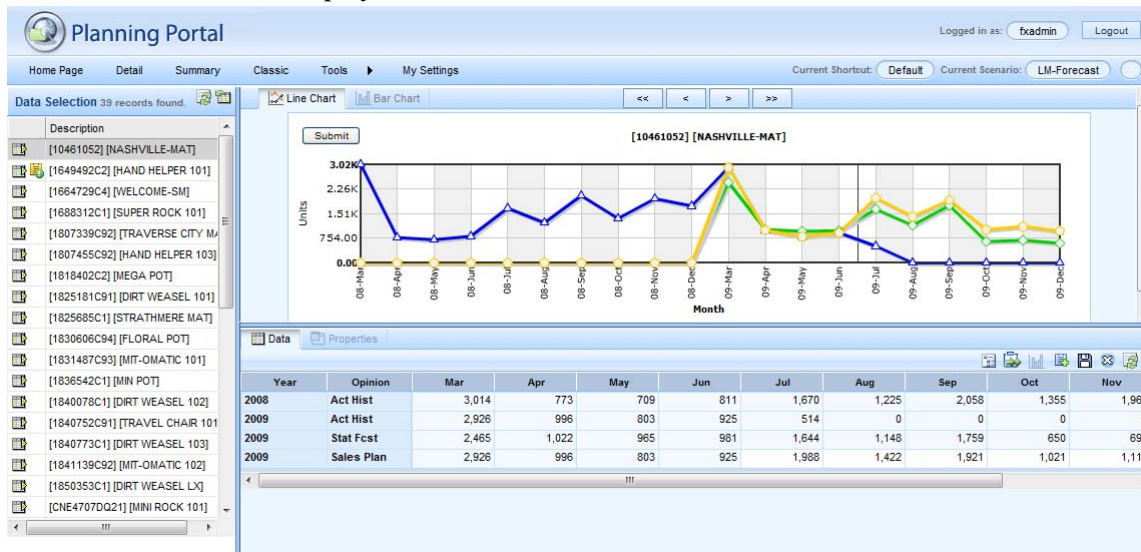 Planning Portal
Logged in as: fxadmin Logout
Home Page Detail Summary Classic Tools My Settings Current Shortcut: Default Current Scenario: LM-Forecast
Data Selection 39 records found.
Description
[10461052] [NASHVILLE-MAT]
[1649492C2] [HAND HELPER 101]
[1664729C4] [WELCOME-SM]
[1688312C1] [SUPER ROCK 101]
[1807339C92] [TRAVERSE CITY M
[1807455C92] [HAND HELPER 103]
[1818402C2] [MEGA POT]
[1825181C91] [DIRT WEASEL 101]
[1825685C1] [STRATHMERE MAT]
[1830606C94] [FLORAL POT]
[1831487C93] [MIT-OMATIC 101]
[1836542C1] [MIN POT]
[1840078C1] [DIRT WEASEL 102]
[1840752C91] [TRAVEL CHAIR 101
[1840773C1] [DIRT WEASEL 103]
[1841139C92] [MIT-OMATIC 102]
[1850353C1] [DIRT WEASEL LX]
[CNE4707DQ21] [MINI ROCK 101]
Line Chart Bar Chart << < > >>
Submit
[10461052] [NASHVILLE-MAT]
Units
3.02K
2.26K
1.51K
754.00
0.00
08-Mar 08-Apr 08-May 08-Jun 08-Jul 08-Aug 08-Sep 08-Oct 08-Nov 08-Dec 09-Mar 09-Apr 09-May 09-Jun 09-Jul 09-Aug 09-Sep 09-Oct 09-Nov 09-Dec
Month
Data Properties
Year Opinion Mar Apr May Jun Jul Aug Sep Oct Nov
2008 Act Hist 3,014 773 709 811 1,670 1,225 2,058 1,355 1,96
2009 Act Hist 2,926 996 803 925 514 0 0 0
2009 Stat Fcst 2,465 1,022 965 981 1,644 1,148 1,759 650 69
2009 Sales Plan 2,926 996 803 925 1,988 1,422 1,921 1,021 1,11